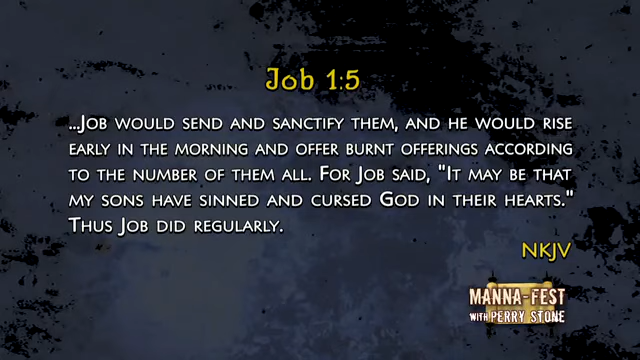 Job 1:5
...Job would send and sanctify them, and he would rise
early in the morning and offer burnt offerings according
to the number of them all. For Job said, "It may be that
my sons have sinned and cursed God in their hearts."
Thus Job did regularly.
NKJV
MANNA-FEST
WITH PERRY STONE